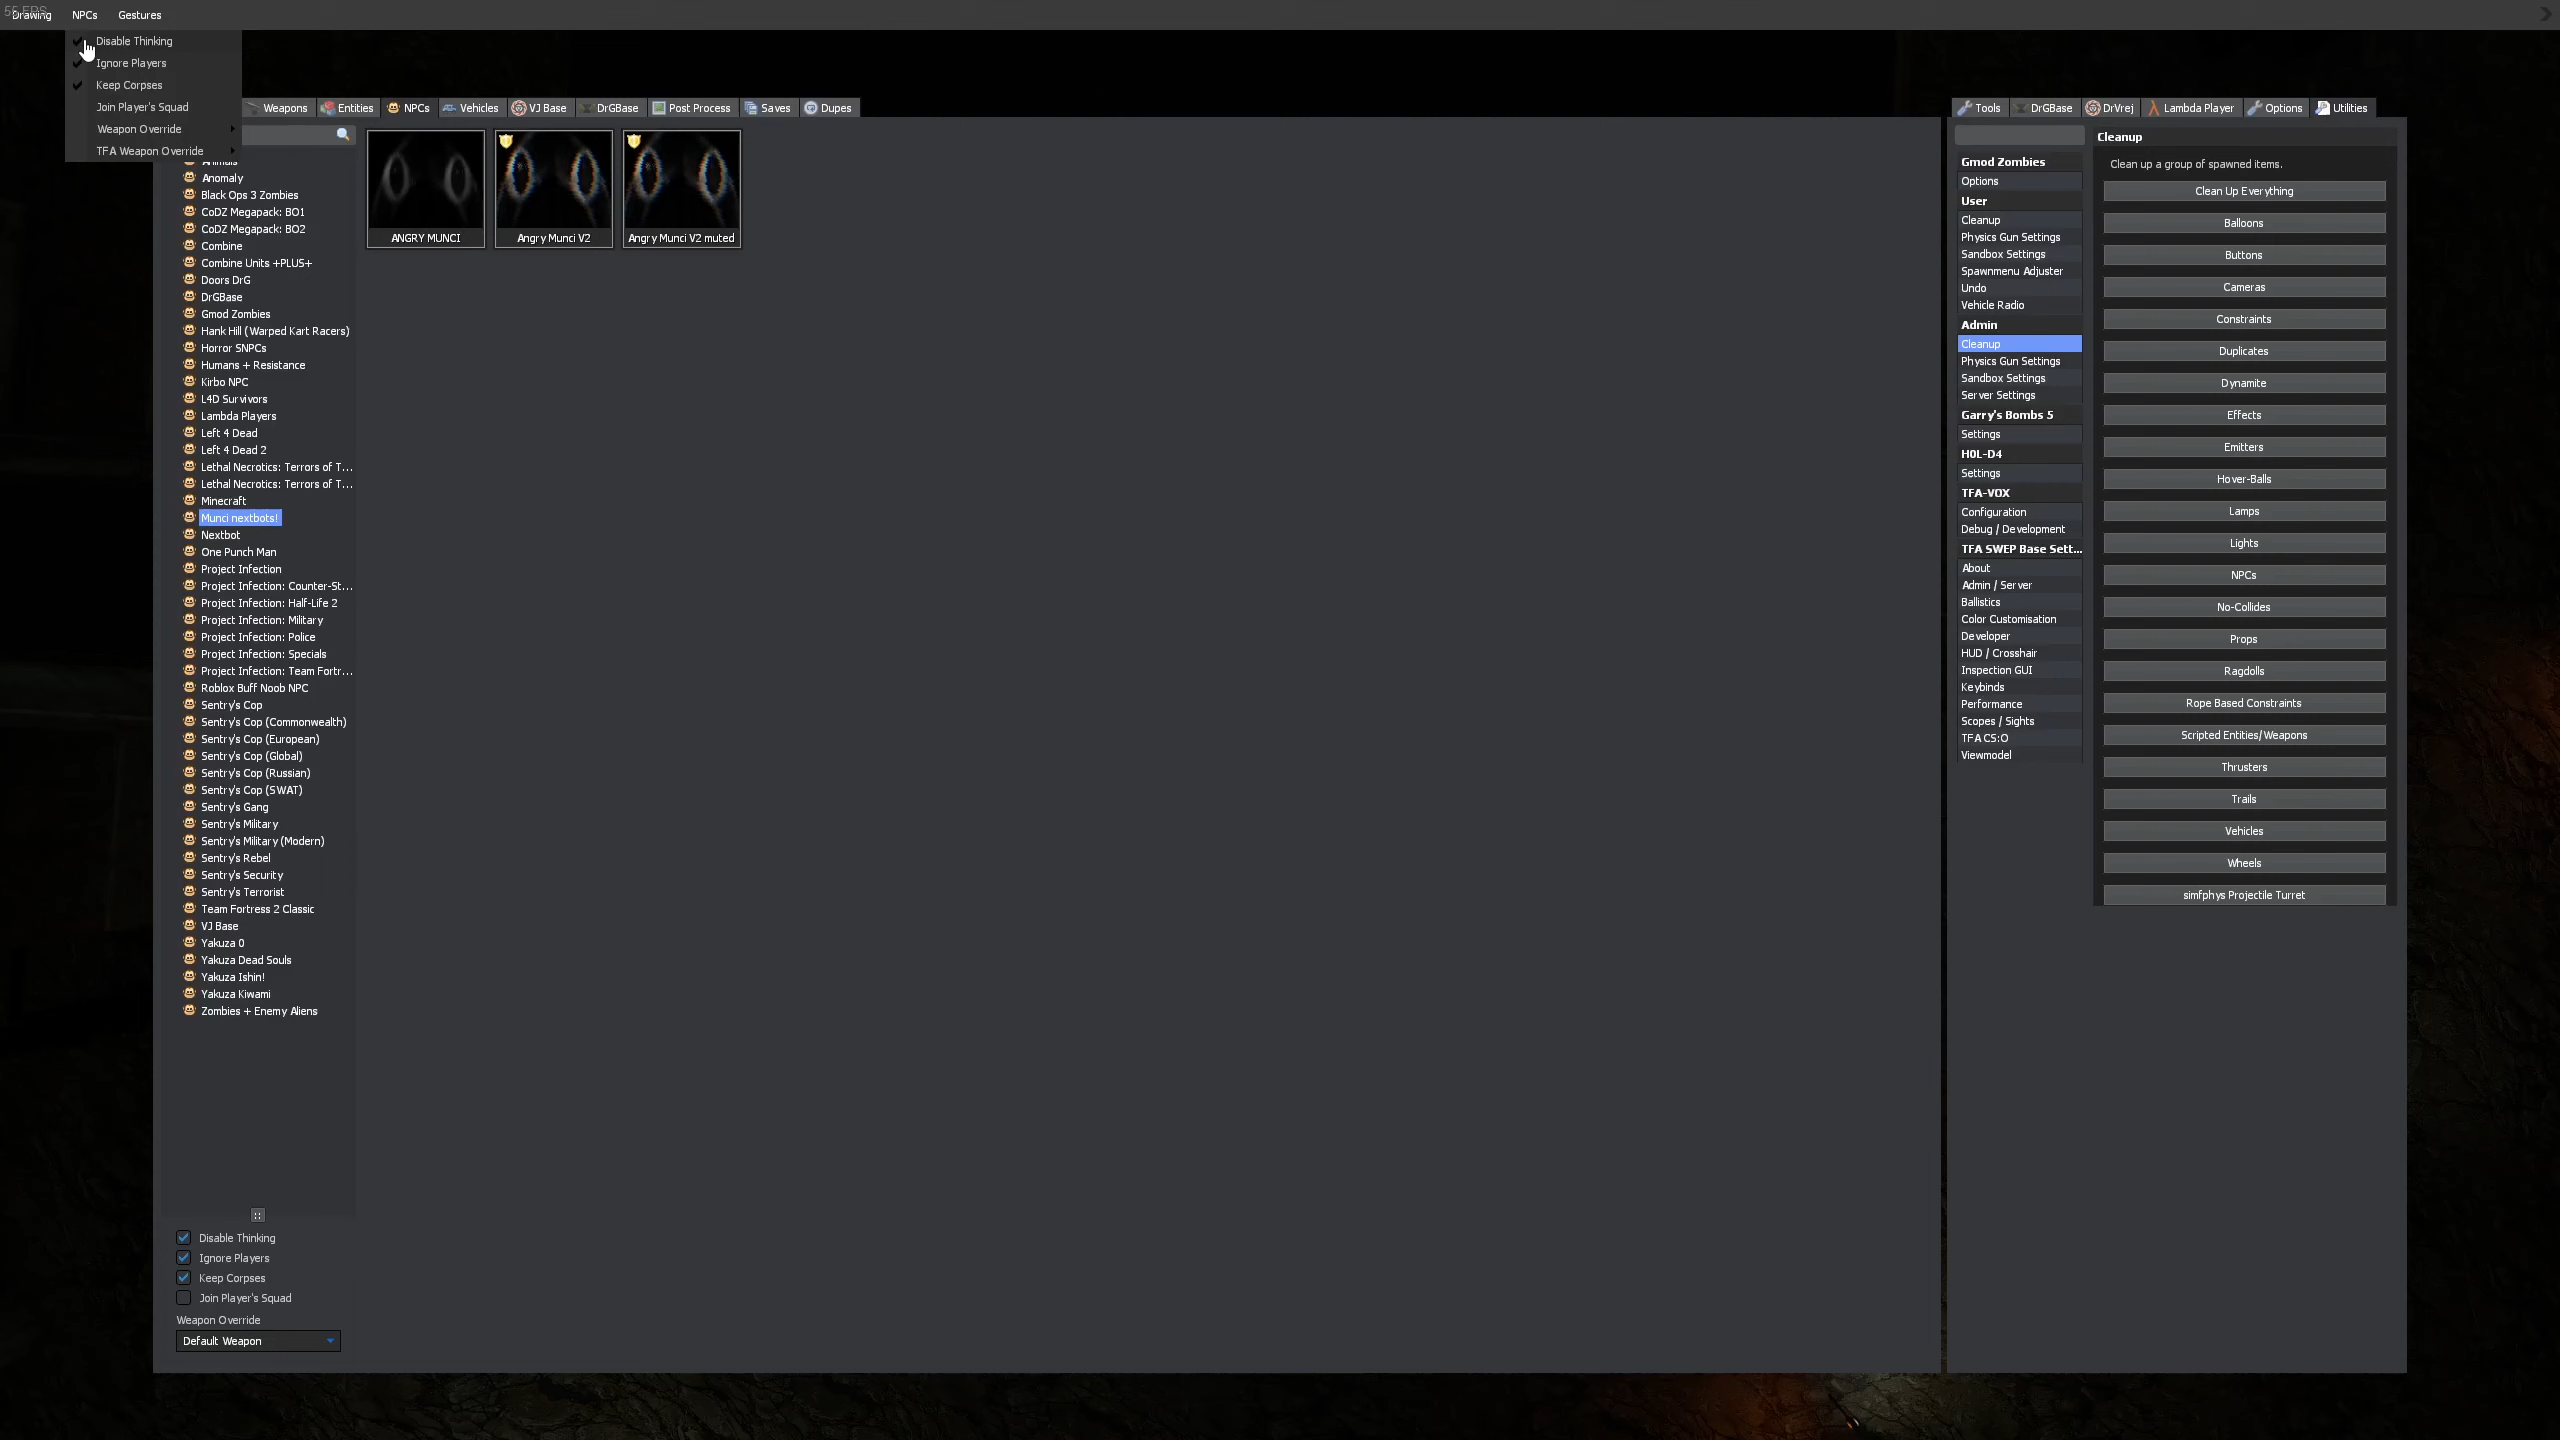 55 FPS
Drawing NPCs Gestures
Disable Thinking
Ignore Players
Keep Corpses
Join Player's Squad
Weapon Override
TFA Weapon Override
Weapons Entities NPCs Vehicles VJ Base DrGBase Post Process Saves Dupes
Animals
Anomaly
Black Ops 3 Zombies
CoDZ Megapack: BO1
CoDZ Megapack: BO2
Combine
Combine Units +PLUS+
Doors DrG
DrGBase
Gmod Zombies
Hank Hill (Warped Kart Racers)
Horror SNPCs
Humans + Resistance
Kirbo NPC
L4D Survivors
Lambda Players
Left 4 Dead
Left 4 Dead 2
Lethal Necrotics: Terrors of T...
Lethal Necrotics: Terrors of T...
Minecraft
Munci nextbots!
Nextbot
One Punch Man
Project Infection
Project Infection: Counter-St...
Project Infection: Half-Life 2
Project Infection: Military
Project Infection: Police
Project Infection: Specials
Project Infection: Team Fortr...
Roblox Buff Noob NPC
Sentry's Cop
Sentry's Cop (Commonwealth)
Sentry's Cop (European)
Sentry's Cop (Global)
Sentry's Cop (Russian)
Sentry's Cop (SWAT)
Sentry's Gang
Sentry's Military
Sentry's Military (Modern)
Sentry's Rebel
Sentry's Security
Sentry's Terrorist
Team Fortress 2 Classic
VJ Base
Yakuza 0
Yakuza Dead Souls
Yakuza Ishin!
Yakuza Kiwami
Zombies + Enemy Aliens
Disable Thinking
Ignore Players
Keep Corpses
Join Player's Squad
Weapon Override
Default Weapon
ANGRY MUNCI
Angry Munci V2
Angry Munci V2 muted
Tools DrGBase DrVrej Lambda Player Options Utilities
Gmod Zombies
Options
User
Cleanup
Physics Gun Settings
Sandbox Settings
Spawnmenu Adjuster
Undo
Vehicle Radio
Admin
Cleanup
Physics Gun Settings
Sandbox Settings
Server Settings
Garry's Bombs 5
Settings
H0L-D4
Settings
TFA-VOX
Configuration
Debug / Development
TFA SWEP Base Sett...
About
Admin / Server
Ballistics
Color Customisation
Developer
HUD / Crosshair
Inspection GUI
Keybinds
Performance
Scopes / Sights
TFA CS:O
Viewmodel
Cleanup
Clean up a group of spawned items.
Clean Up Everything
Balloons
Buttons
Cameras
Constraints
Duplicates
Dynamite
Effects
Emitters
Hover-Balls
Lamps
Lights
NPCs
No-Collides
Props
Ragdolls
Rope Based Constraints
Scripted Entities/Weapons
Thrusters
Trails
Vehicles
Wheels
simfphys Projectile Turret